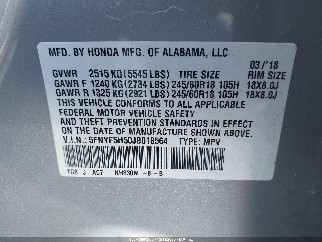 MFD. BY HONDA MFG. OF ALABAMA, LLC
03/18
GVWR 2515 KG (5545 LBS) TIRE SIZE RIM SIZE
GAWR F 1240 KG (2734 LBS) 245/60R18 105H 18X8.0J
GAWR R 1325 KG (2921 LBS) 245/60R18 105H 18X8.0J
THIS VEHICLE CONFORMS TO ALL APPLICABLE
FEDERAL MOTOR VEHICLE SAFETY
AND THEFT PREVENTION STANDARDS IN EFFECT
ON THE DATE OF MANUFACTURE SHOWN ABOVE.
V.I.N.: 5FNYF5H50JB018564 TYPE: MPV